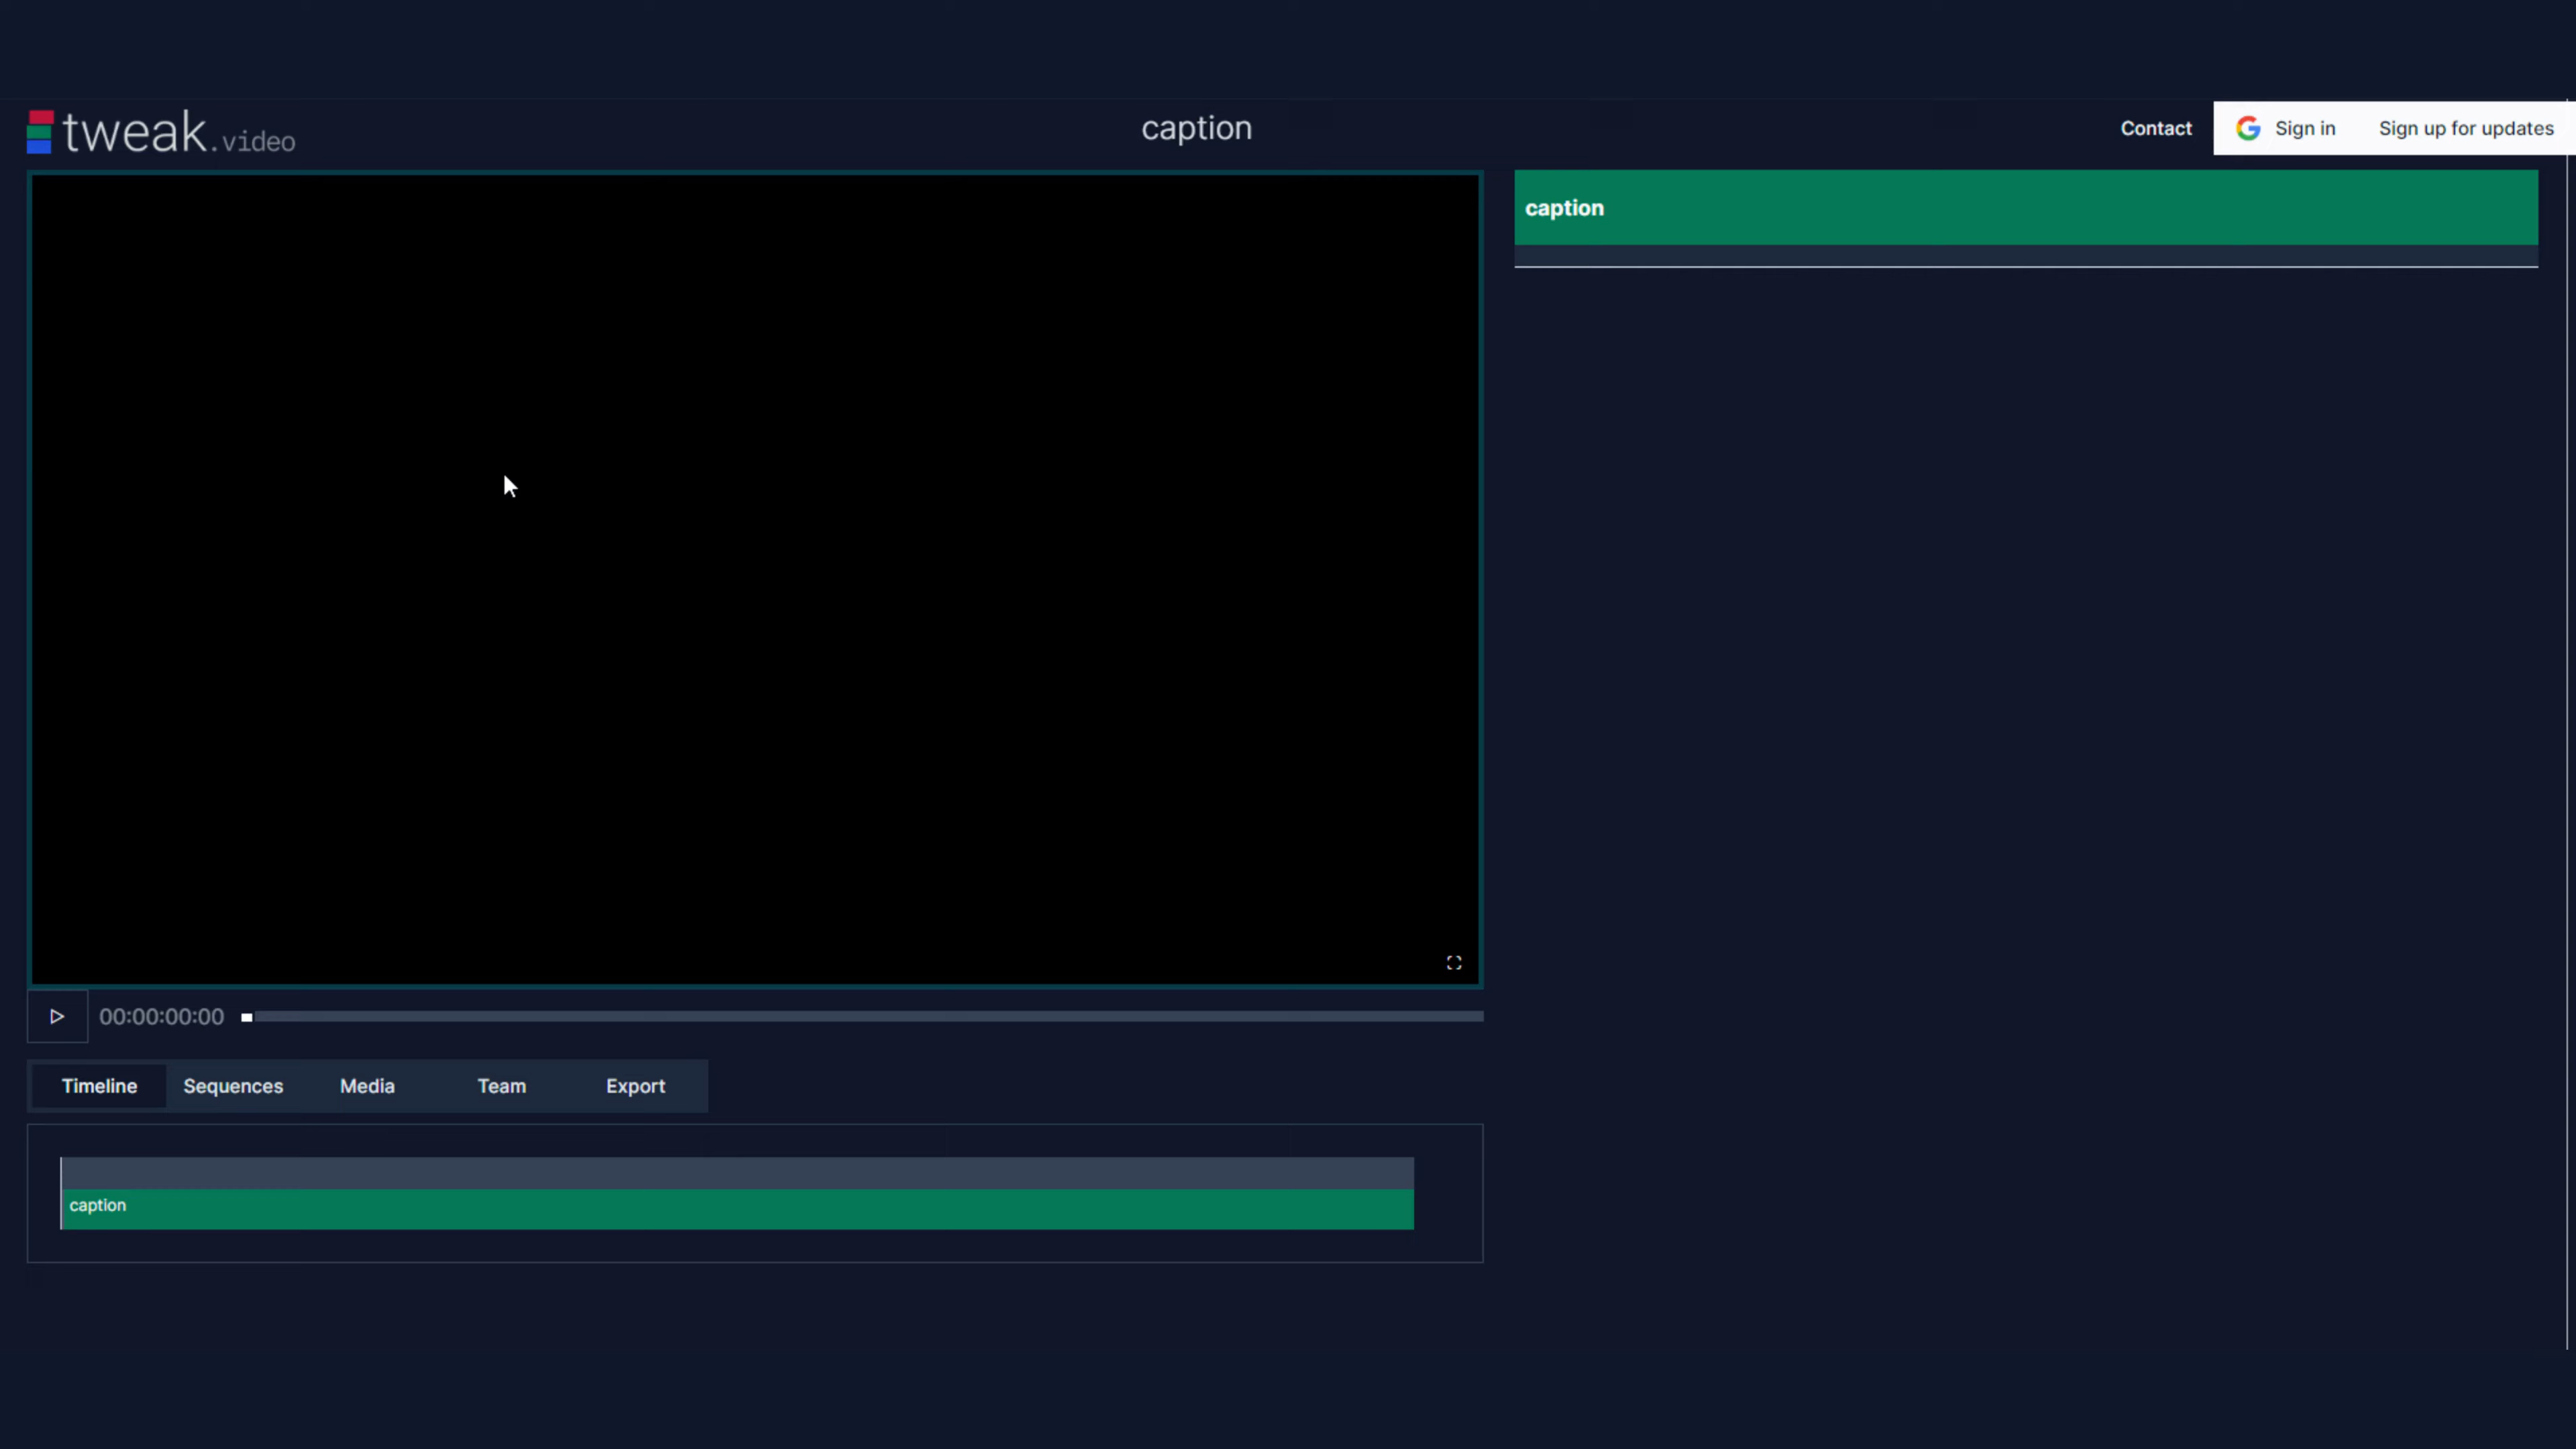 tweak.video
caption
Contact
Sign in
Sign up for updates
caption
00:00:00:00
Timeline
Sequences
Media
Team
Export
caption